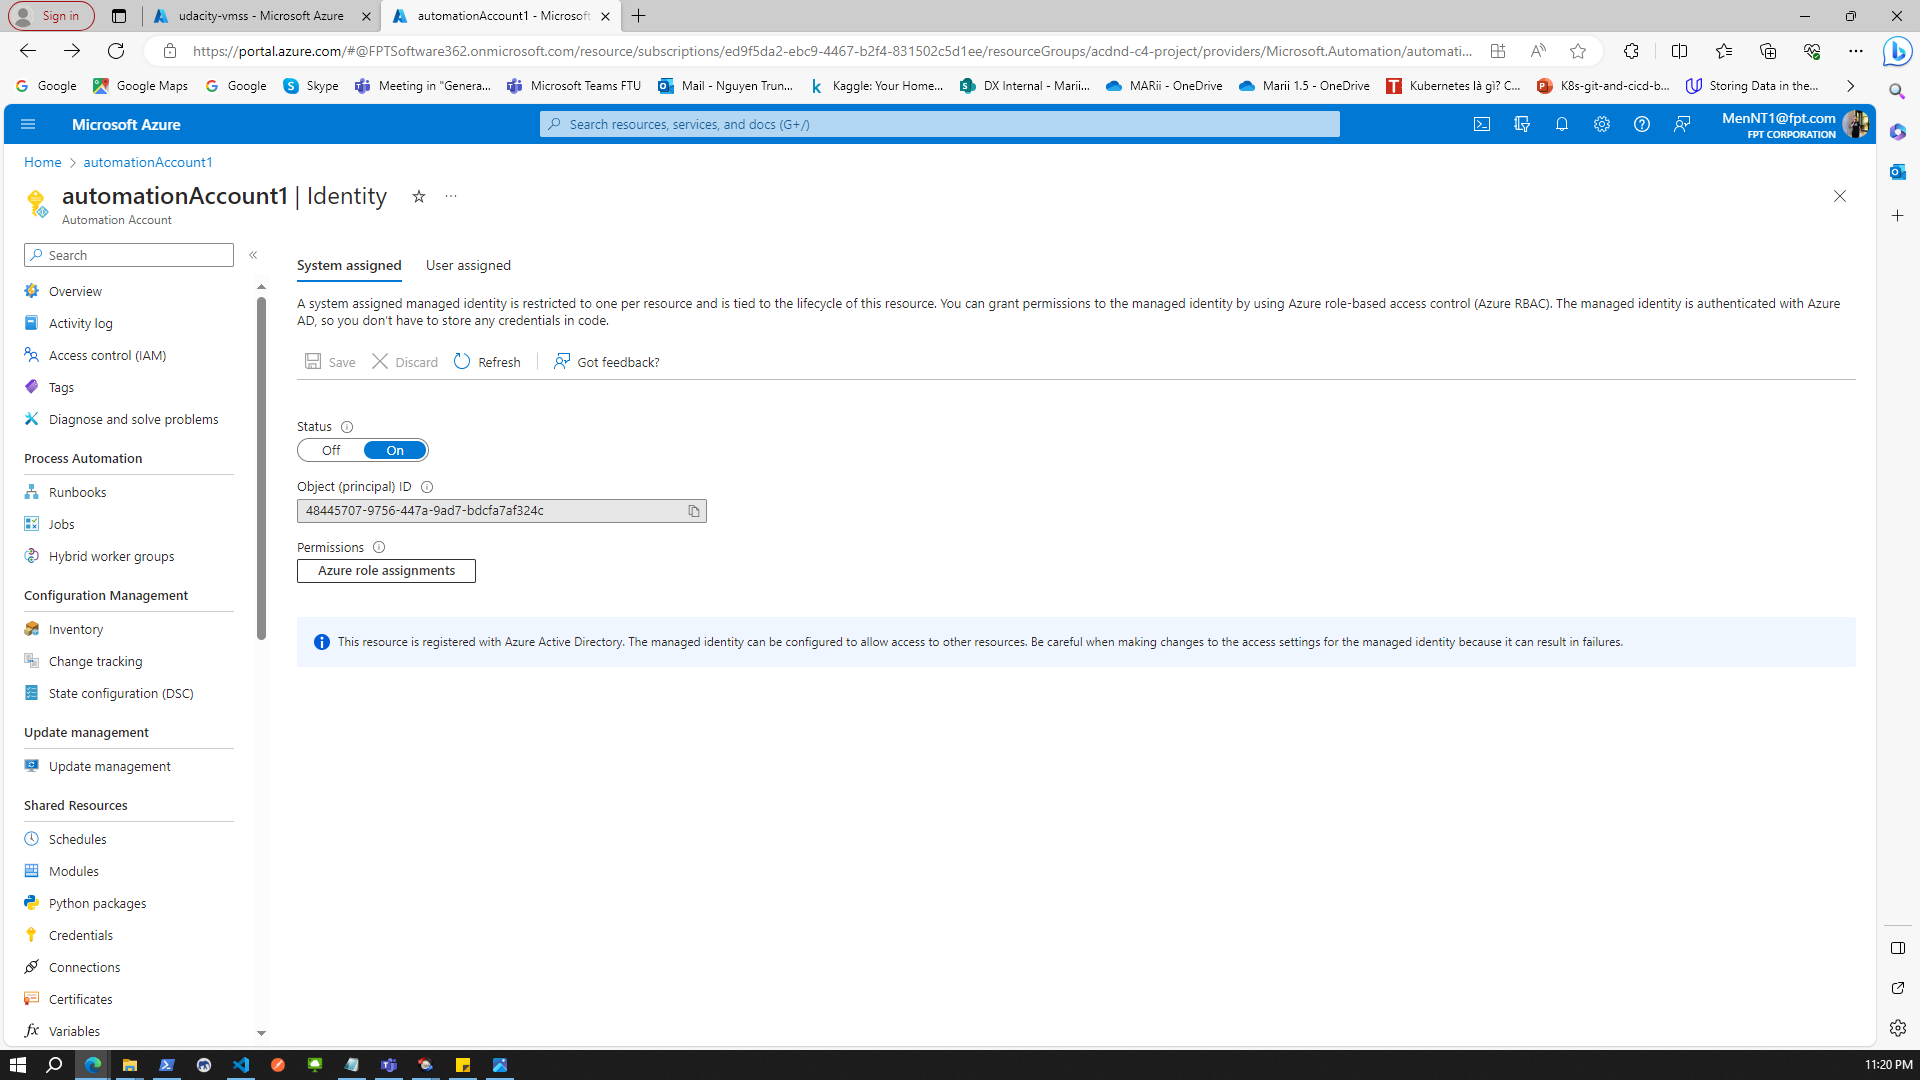 Sign in
udacity-vmss - Microsoft Azure
automationAccount1 - Microsoft
https://portal.azure.com/#@FPTSoftware362.onmicrosoft.com/resource/subscriptions/ed9f5da2-ebc9-4467-b2f4-831502c5d1ee/resourceGroups/acdnd-c4-project/providers/Microsoft.Automation/automati...
Google
Google Maps
Google
Skype
Meeting in "Genera...
Microsoft Teams FTU
Mail - Nguyen Trun...
Kaggle: Your Home...
DX Internal - Marii...
MARii - OneDrive
Marii 1.5 - OneDrive
Kubernetes là gì? C...
K8s-git-and-cicd-b...
Storing Data in the...
Microsoft Azure
Search resources, services, and docs (G+/)
MenNT1@fpt.com
FPT CORPORATION
Home > automationAccount1
automationAccount1 | Identity
Automation Account
Search
Overview
Activity log
Access control (IAM)
Tags
Diagnose and solve problems
Process Automation
Runbooks
Jobs
Hybrid worker groups
Configuration Management
Inventory
Change tracking
State configuration (DSC)
Update management
Update management
Shared Resources
Schedules
Modules
Python packages
Credentials
Connections
Certificates
Variables
System assigned
User assigned
A system assigned managed identity is restricted to one per resource and is tied to the lifecycle of this resource. You can grant permissions to the managed identity by using Azure role-based access control (Azure RBAC). The managed identity is authenticated with Azure
AD, so you don't have to store any credentials in code.
Save
Discard
Refresh
Got feedback?
Status
Off
On
Object (principal) ID
48445707-9756-447a-9ad7-bdcfa7af324c
Permissions
Azure role assignments
This resource is registered with Azure Active Directory. The managed identity can be configured to allow access to other resources. Be careful when making changes to the access settings for the managed identity because it can result in failures.
11:20 PM